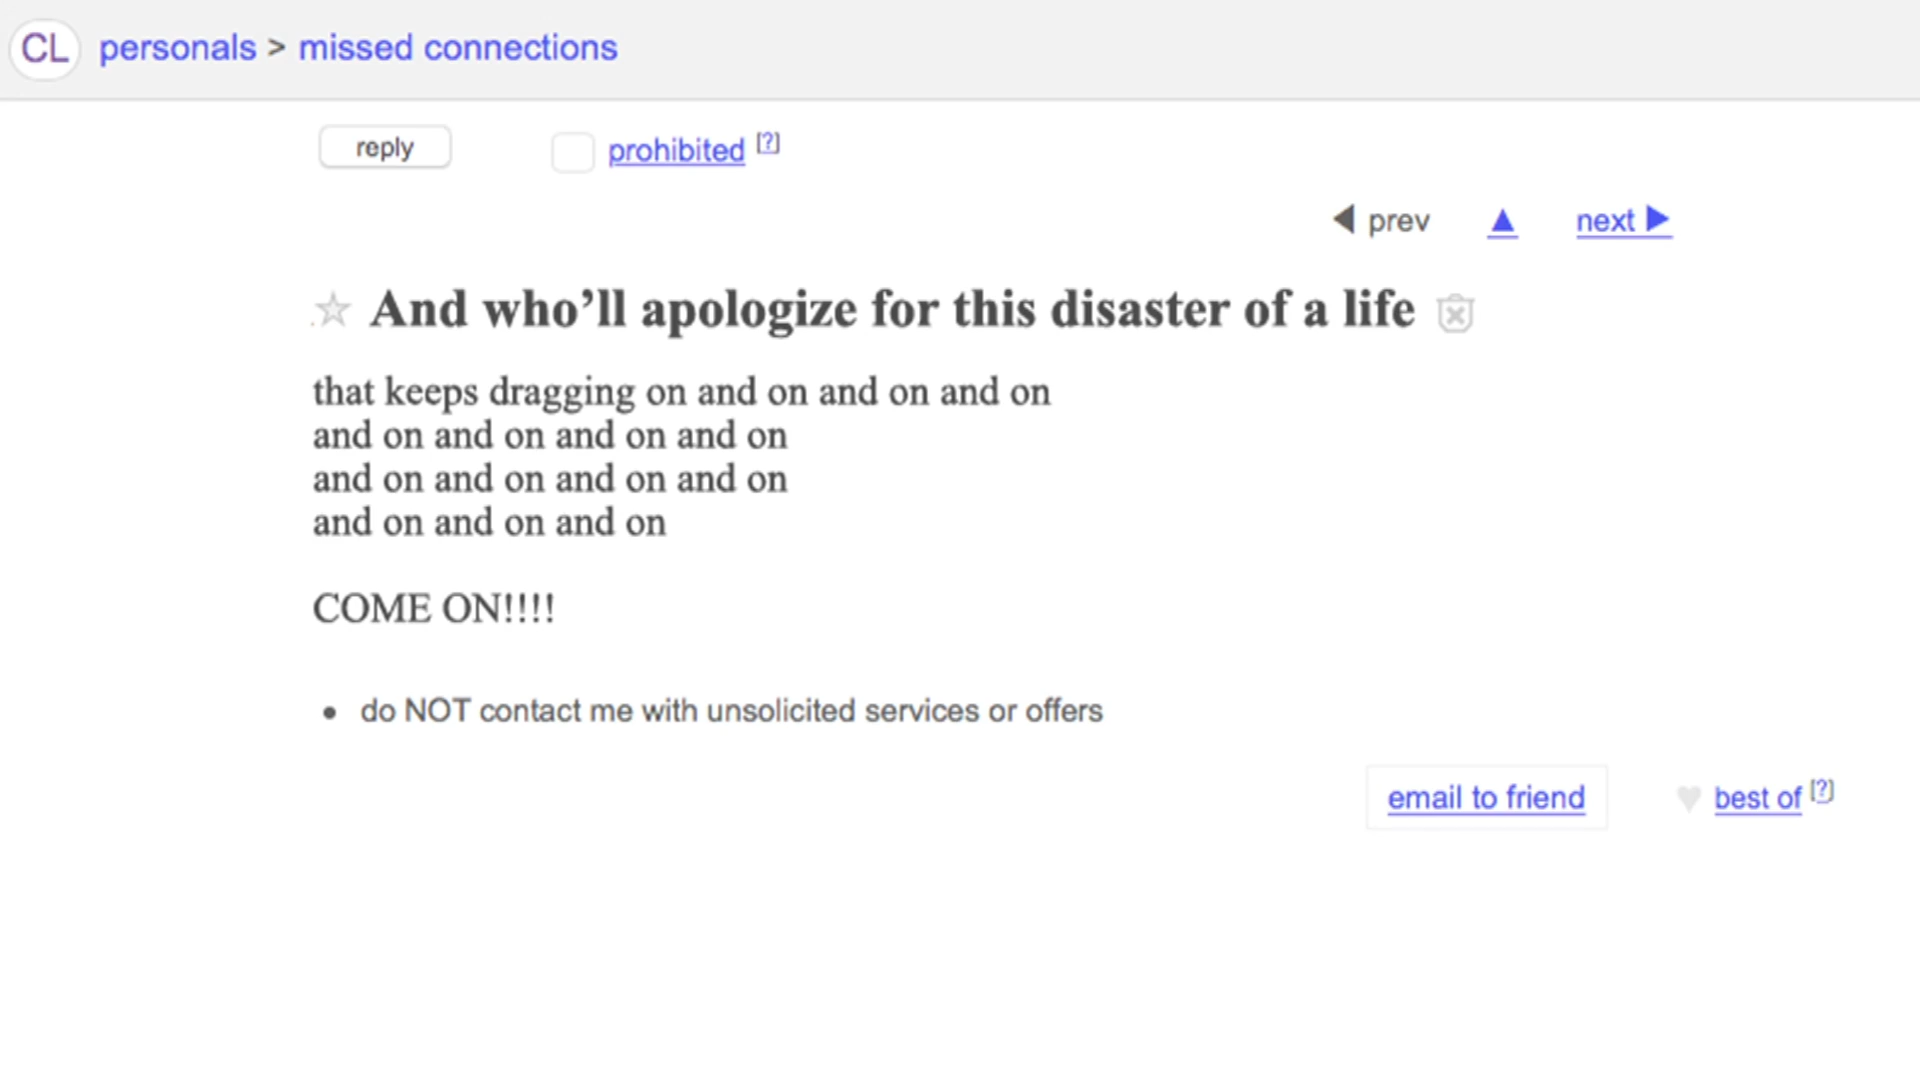 CL personals > missed connections
reply prohibited [?]
◀ prev ▲ next ▶
☆ And who’ll apologize for this disaster of a life
that keeps dragging on and on and on and on
and on and on and on and on
and on and on and on and on
and on and on and on
COME ON!!!!
• do NOT contact me with unsolicited services or offers
email to friend ♥ best of [?]